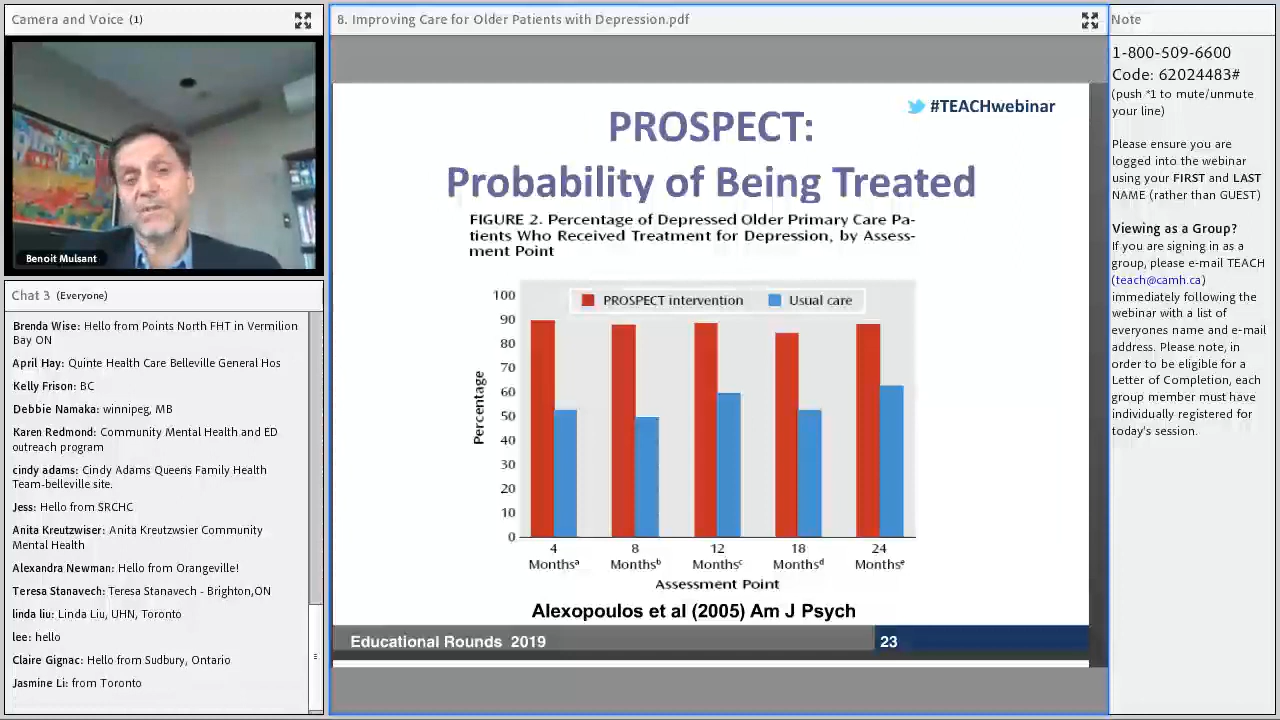 Camera and Voice (1)
Benoit Mulsant
Chat 3 (Everyone)
Brenda Wise: Hello from Points North FHT in Vermilion
Bay ON
April Hay: Quinte Health Care Belleville General Hos
Kelly Frison: BC
Debbie Namaka: winnipeg, MB
Karen Redmond: Community Mental Health and ED
outreach program
cindy adams: Cindy Adams Queens Family Health
Team-belleville site.
Jess: Hello from SRCHC
Anita Kreutzwiser: Anita Kreutzwsier Community
Mental Health
Alexandra Newman: Hello from Orangeville!
Teresa Stanavech: Teresa Stanavech - Brighton,ON
linda liu: Linda Liu, UHN, Toronto
lee: hello
Claire Gignac: Hello from Sudbury, Ontario
Jasmine Li: from Toronto
8. Improving Care for Older Patients with Depression.pdf
#TEACHwebinar
PROSPECT:
Probability of Being Treated
FIGURE 2. Percentage of Depressed Older Primary Care Pa-
tients Who Received Treatment for Depression, by Assess-
ment Point
PROSPECT intervention
Usual care
Percentage
100
90
80
70
60
50
40
30
20
10
0
4 8 12 18 24
Monthsᵃ Monthsᵇ Monthsᶜ Monthsᵈ Monthsᵉ
Assessment Point
Alexopoulos et al (2005) Am J Psych
Educational Rounds 2019
23
Note
1-800-509-6600
Code: 62024483#
(push *1 to mute/unmute
your line)
Please ensure you are
logged into the webinar
using your FIRST and LAST
NAME (rather than GUEST)
Viewing as a Group?
If you are signing in as a
group, please e-mail TEACH
(teach@camh.ca)
immediately following the
webinar with a list of
everyones name and e-mail
address. Please note, in
order to be eligible for a
Letter of Completion, each
group member must have
individually registered for
today's session.